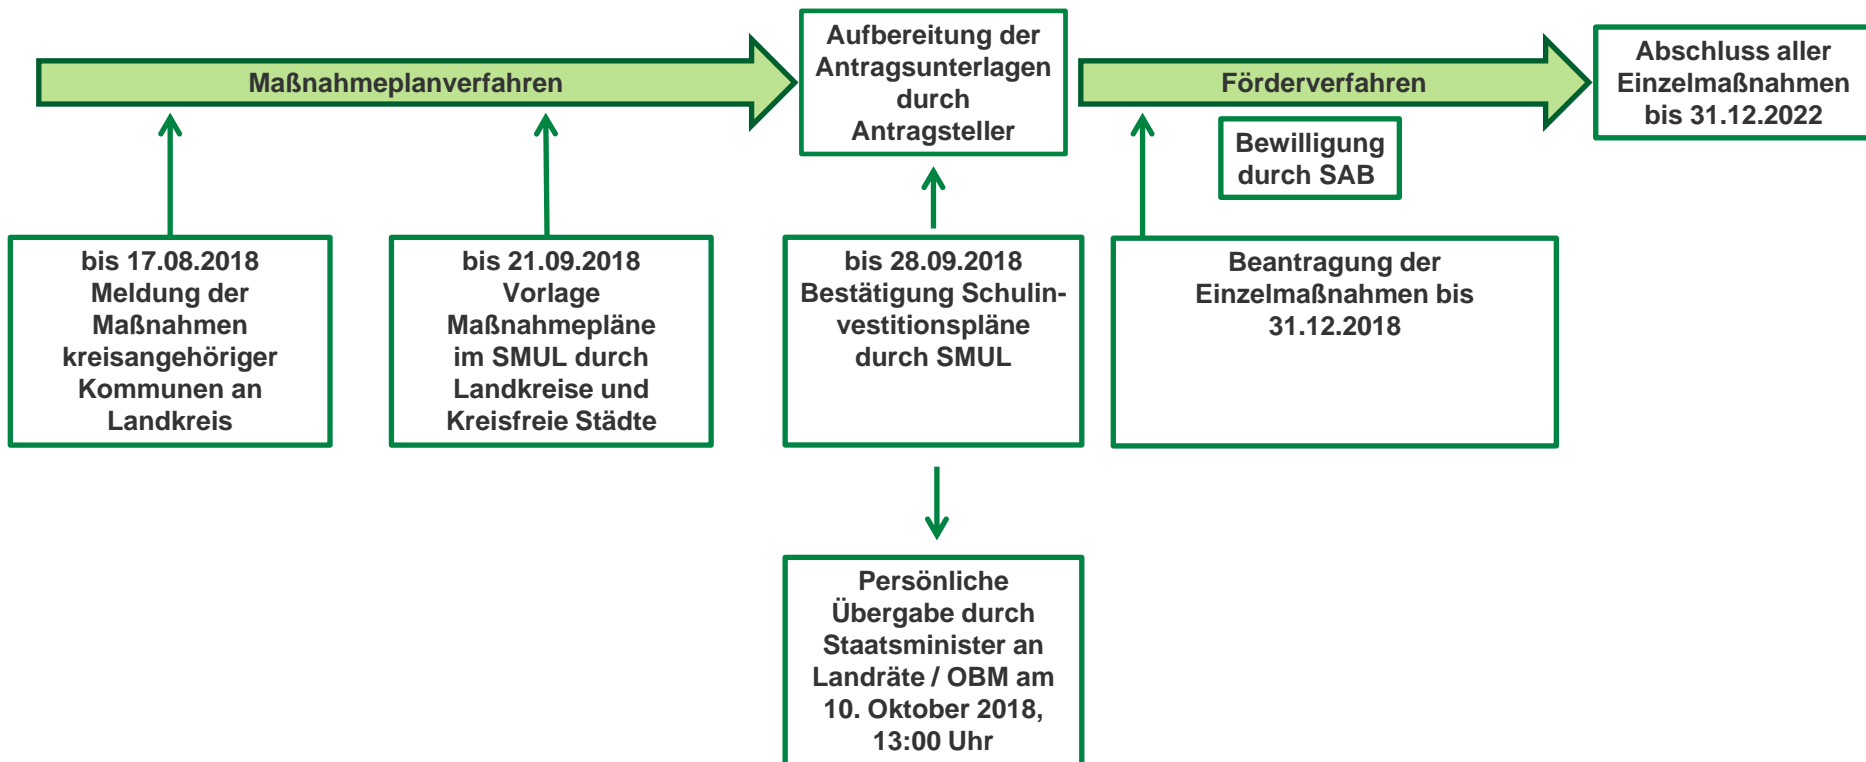 Maßnahmeplanverfahren
Aufbereitung der
Antragsunterlagen
durch
Antragsteller
Förderverfahren
Abschluss aller
Einzelmaßnahmen
bis 31.12.2022
Bewilligung
durch SAB
bis 17.08.2018
Meldung der
Maßnahmen
kreisangehöriger
Kommunen an
Landkreis
bis 21.09.2018
Vorlage
Maßnahmepläne
im SMUL durch
Landkreise und
Kreisfreie Städte
bis 28.09.2018
Bestätigung Schulin-
vestitionspläne
durch SMUL
Beantragung der
Einzelmaßnahmen bis
31.12.2018
Persönliche
Übergabe durch
Staatsminister an
Landräte / OBM am
10. Oktober 2018,
13:00 Uhr